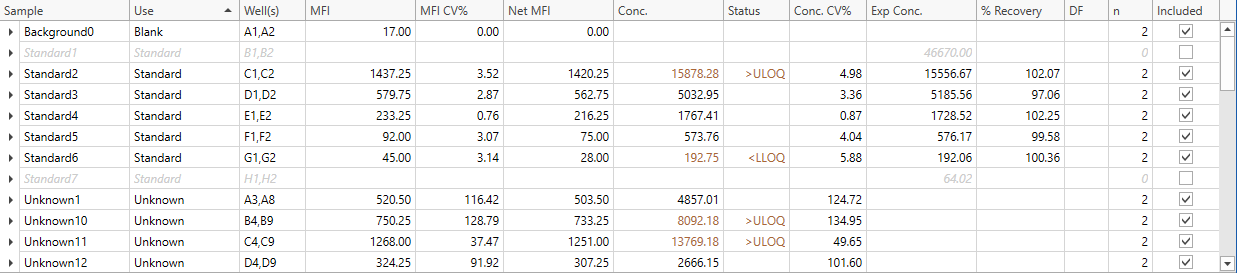 Sample Use Well(s) MFI MFI CV% Net MFI Conc. Status Conc. CV% Exp Conc. % Recovery DF n Included
Background0 Blank A1,A2 17.00 0.00 0.00 2
Standard1 Standard B1,B2 46670.00 0
Standard2 Standard C1,C2 1437.25 3.52 1420.25 15878.28 >ULOQ 4.98 15556.67 102.07 2
Standard3 Standard D1,D2 579.75 2.87 562.75 5032.95 3.36 5185.56 97.06 2
Standard4 Standard E1,E2 233.25 0.76 216.25 1767.41 0.87 1728.52 102.25 2
Standard5 Standard F1,F2 92.00 3.07 75.00 573.76 4.04 576.17 99.58 2
Standard6 Standard G1,G2 45.00 3.14 28.00 192.75 <LLOQ 5.88 192.06 100.36 2
Standard7 Standard H1,H2 64.02 0
Unknown1 Unknown A3,A8 520.50 116.42 503.50 4857.01 124.72 2
Unknown10 Unknown B4,B9 750.25 128.79 733.25 8092.18 >ULOQ 134.95 2
Unknown11 Unknown C4,C9 1268.00 37.47 1251.00 13769.18 >ULOQ 49.65 2
Unknown12 Unknown D4,D9 324.25 91.92 307.25 2666.15 101.60 2